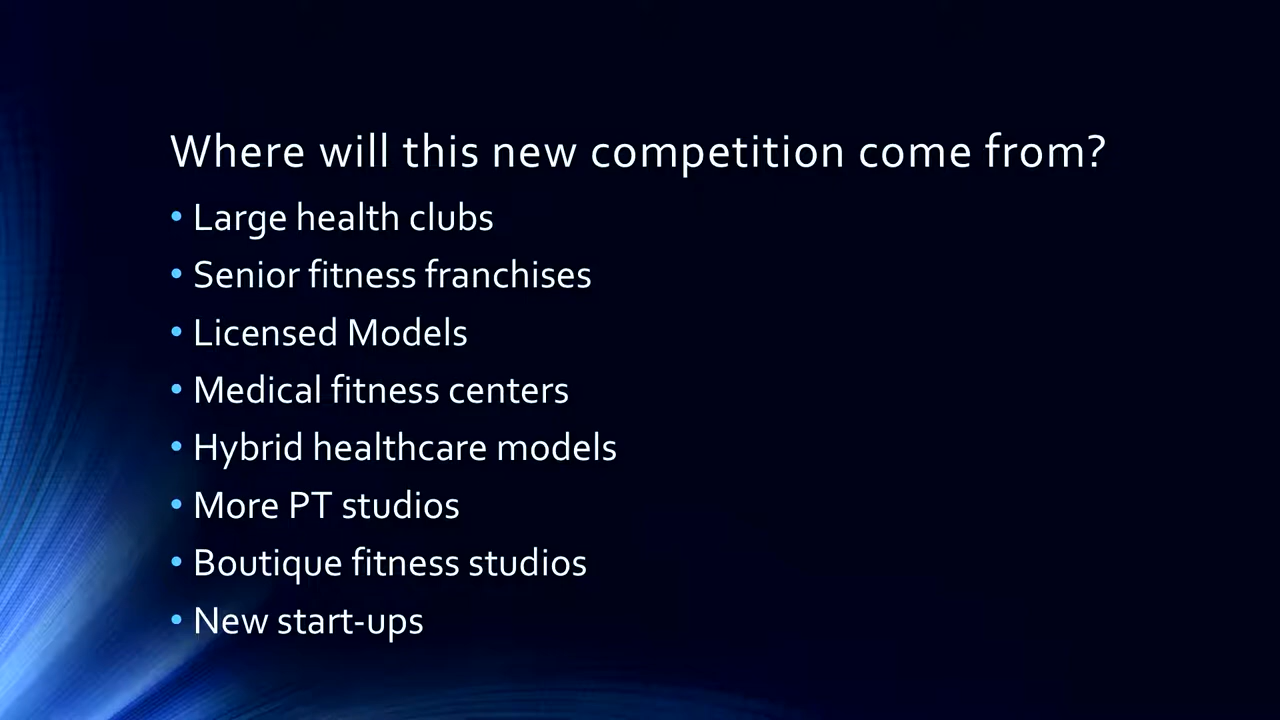 Where will this new competition come from?
• Large health clubs
• Senior fitness franchises
• Licensed Models
• Medical fitness centers
• Hybrid healthcare models
• More PT studios
• Boutique fitness studios
• New start-ups